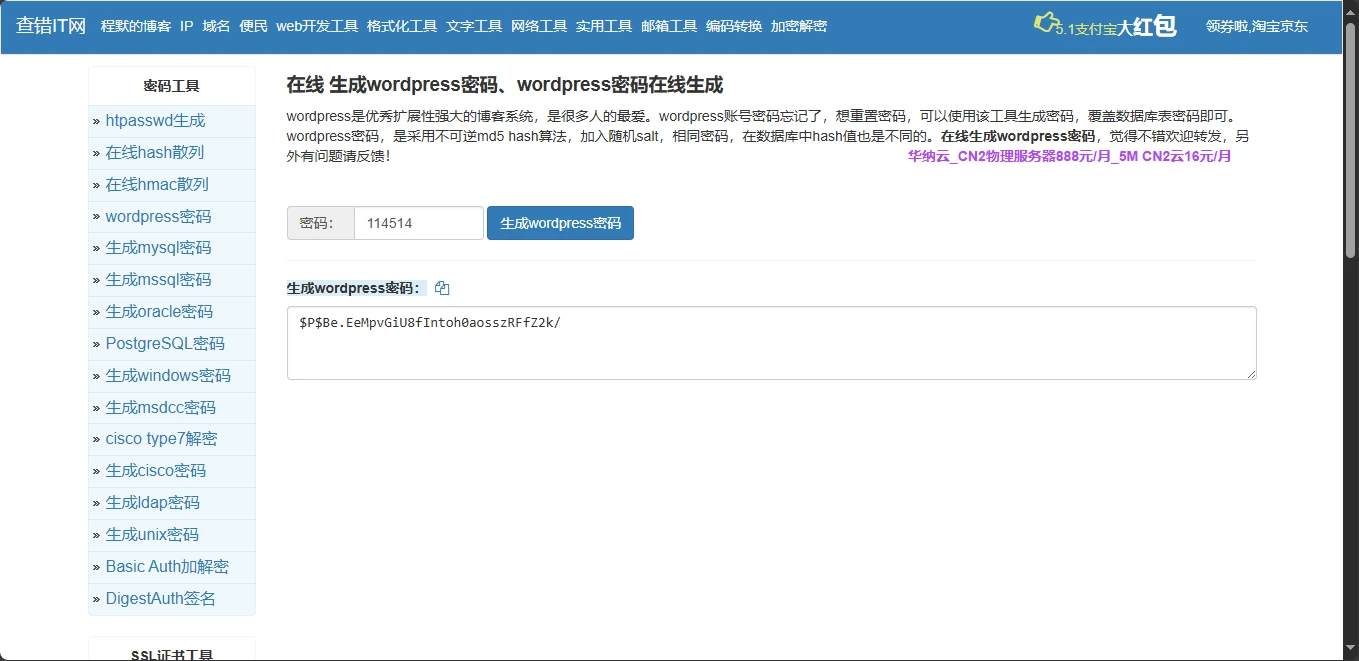 查错IT网 程默的博客 IP 域名 便民 web开发工具 格式化工具 文字工具 网络工具 实用工具 邮箱工具 编码转换 加密解密 5.1支付宝大红包 领券啦,淘宝京东
密码工具
» htpasswd生成
» 在线hash散列
» 在线hmac散列
» wordpress密码
» 生成mysql密码
» 生成mssql密码
» 生成oracle密码
» PostgreSQL密码
» 生成windows密码
» 生成msdcc密码
» cisco type7解密
» 生成cisco密码
» 生成ldap密码
» 生成unix密码
» Basic Auth加解密
» DigestAuth签名
SSL证书工具
在线 生成wordpress密码、wordpress密码在线生成
wordpress是优秀扩展性强大的博客系统，是很多人的最爱。wordpress账号密码忘记了，想重置密码，可以使用该工具生成密码，覆盖数据库表密码即可。
wordpress密码，是采用不可逆md5 hash算法，加入随机salt，相同密码，在数据库中hash值也是不同的。在线生成wordpress密码，觉得不错欢迎转发，另
外有问题请反馈！
华纳云_CN2物理服务器888元/月_5M CN2云16元/月
密码： 114514 生成wordpress密码
生成wordpress密码：
$P$Be.EeMpvGiU8fIntoh0aosszRFfZ2k/